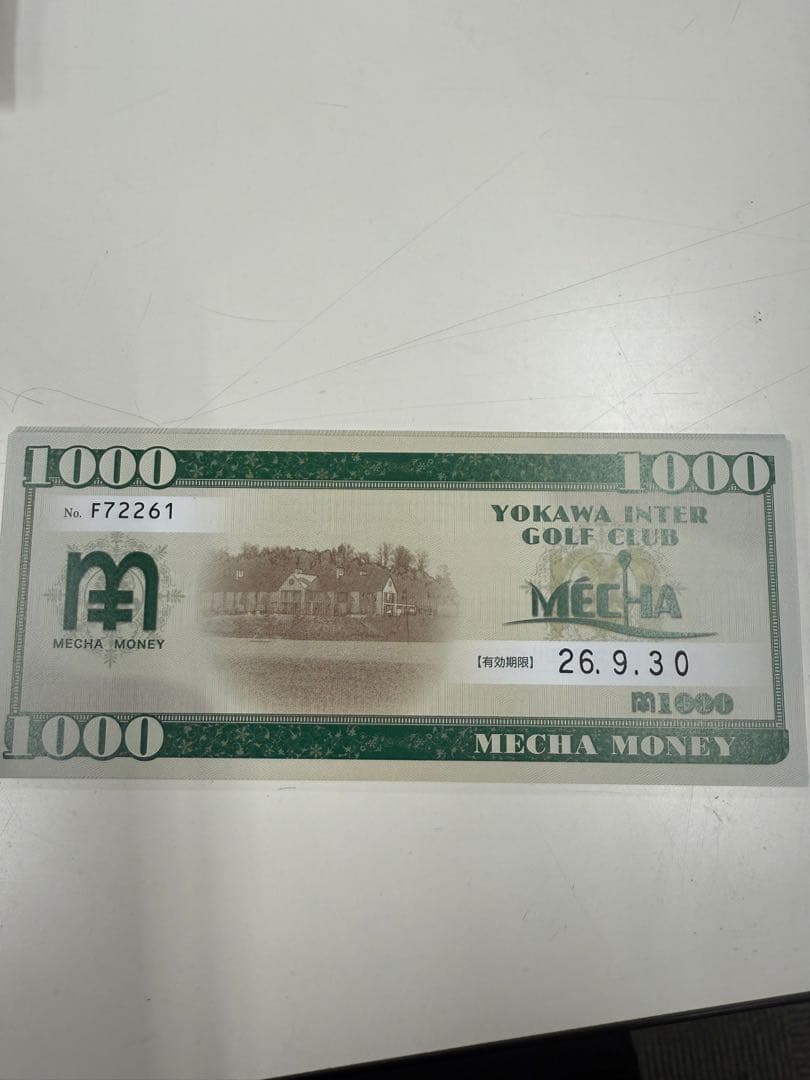 1000
1000
No. F72261
YOKAWA INTER
GOLF CLUB
MÉCHA
MECHA MONEY
【有効期限】 26.9.30
m1000
1000
MECHA MONEY